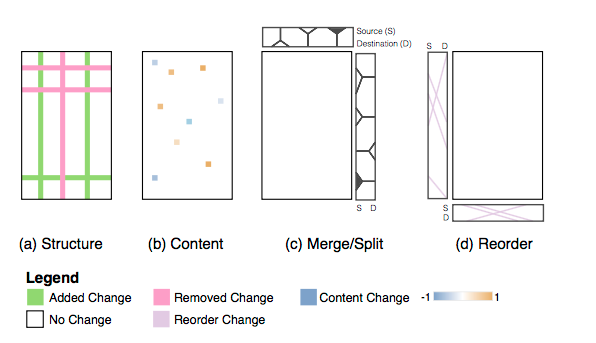 Source (S)
Destination (D)
S D
S D
S
D
(a) Structure
(b) Content
(c) Merge/Split
(d) Reorder
Legend
Added Change
Removed Change
Content Change
-1
1
No Change
Reorder Change